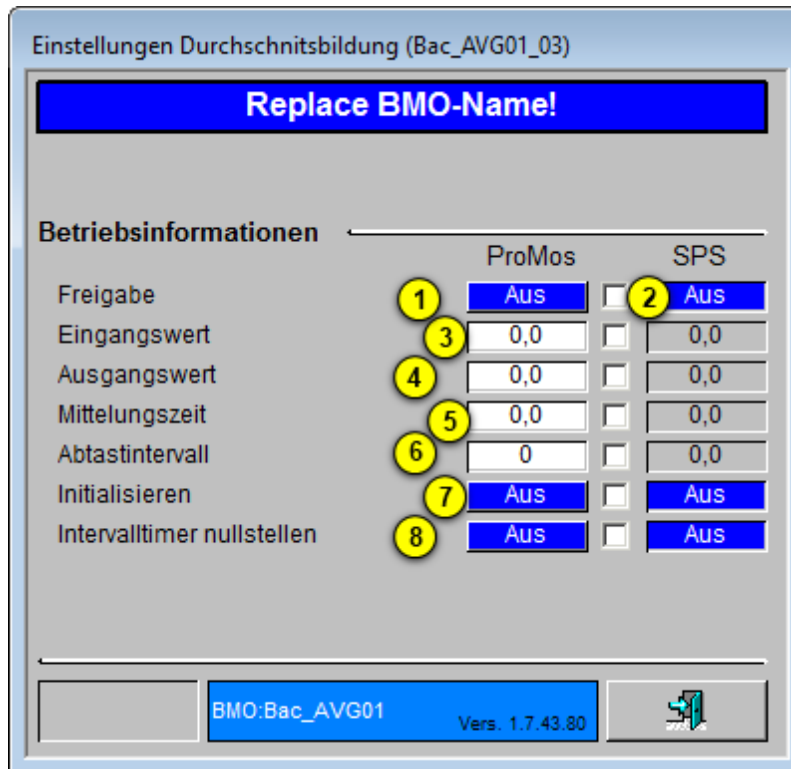 Einstellungen Durchschnitsbildung (Bac_AVG01_03)
Replace BMO-Name!
Betriebsinformationen
ProMos SPS
Freigabe 1 Aus 2 Aus
Eingangswert 3 0,0 0,0
Ausgangswert 4 0,0 0,0
Mittelungszeit 5 0,0 0,0
Abtastintervall 6 0 0,0
Initialisieren 7 Aus Aus
Intervalltimer nullstellen 8 Aus Aus
BMO:Bac_AVG01 Vers. 1.7.43.80